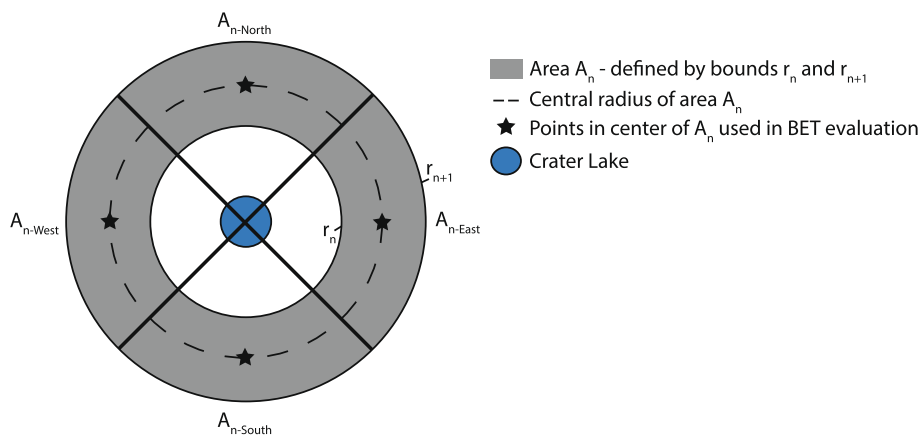 A n-North
Area An - defined by bounds rn and rn+1
Central radius of area An
Points in center of An used in BET evaluation
Crater Lake
rn+1
An-West
rn
An-East
An-South